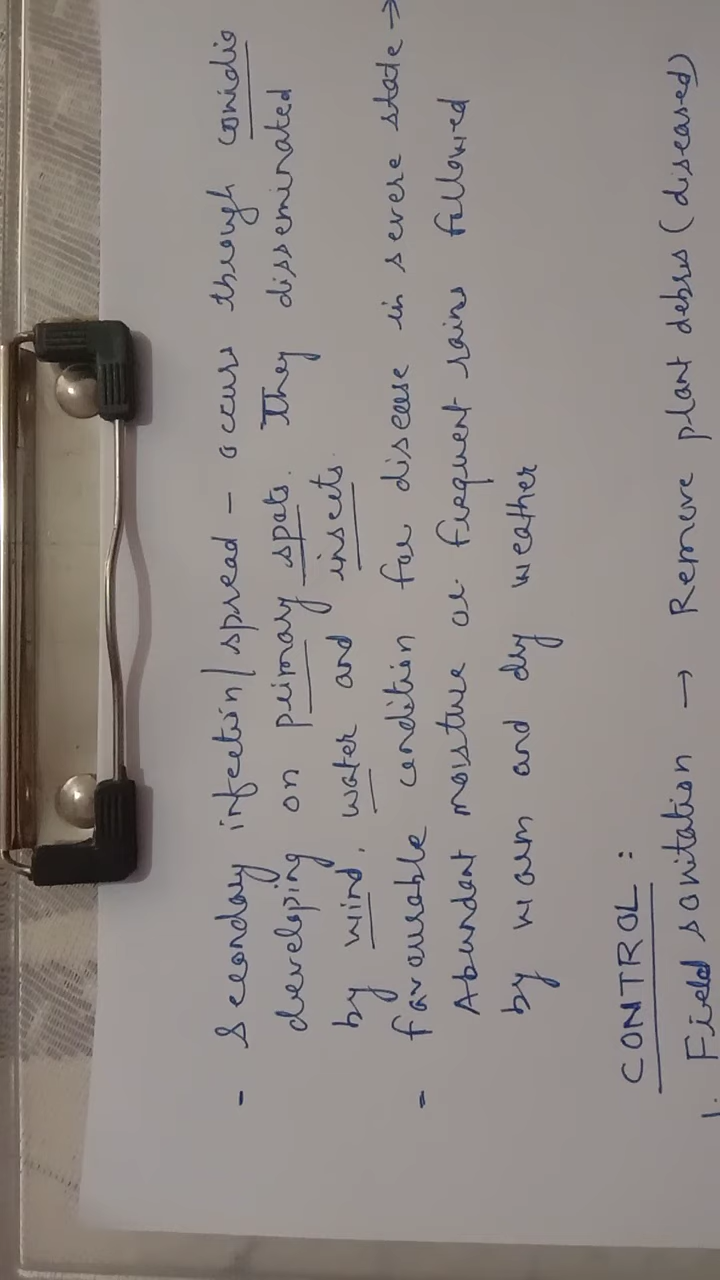 - Secondary infection/spread - occurs through conidia
developing on primary spots. They disseminated
by wind, water and insects.
- favourable condition for disease in severe state →
Abundant moisture or frequent rains followed
by warm and dry weather
CONTROL :
1. Field sanitation → Remove plant debris (diseased)